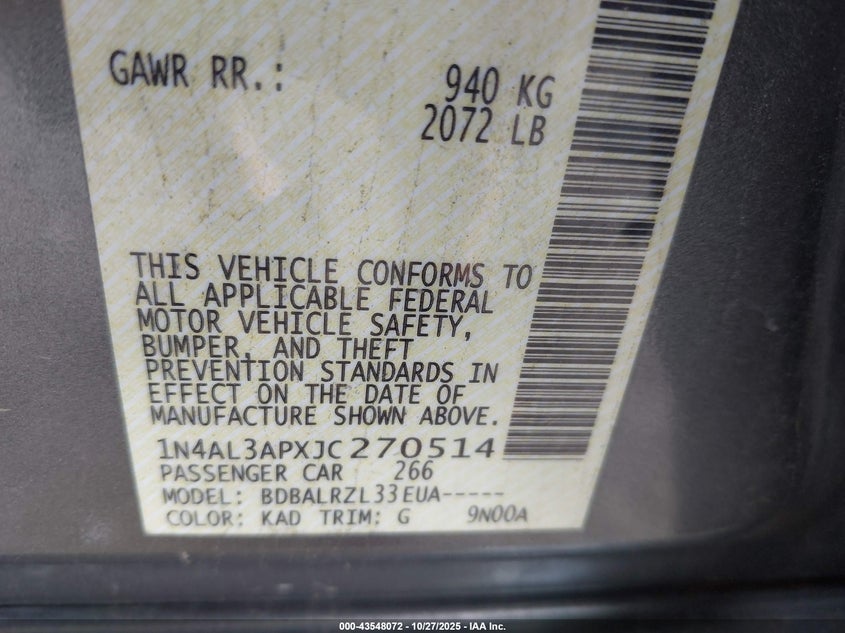 GAWR RR.: 940 KG
2072 LB
THIS VEHICLE CONFORMS TO
ALL APPLICABLE FEDERAL
MOTOR VEHICLE SAFETY,
BUMPER, AND THEFT
PREVENTION STANDARDS IN
EFFECT ON THE DATE OF
MANUFACTURE SHOWN ABOVE.
1N4AL3APXJC270514
PASSENGER CAR 266
MODEL: BDBALRZL33EUA-----
COLOR: KAD TRIM: G 9N00A
000-43548072 - 10/27/2025 - IAA Inc.